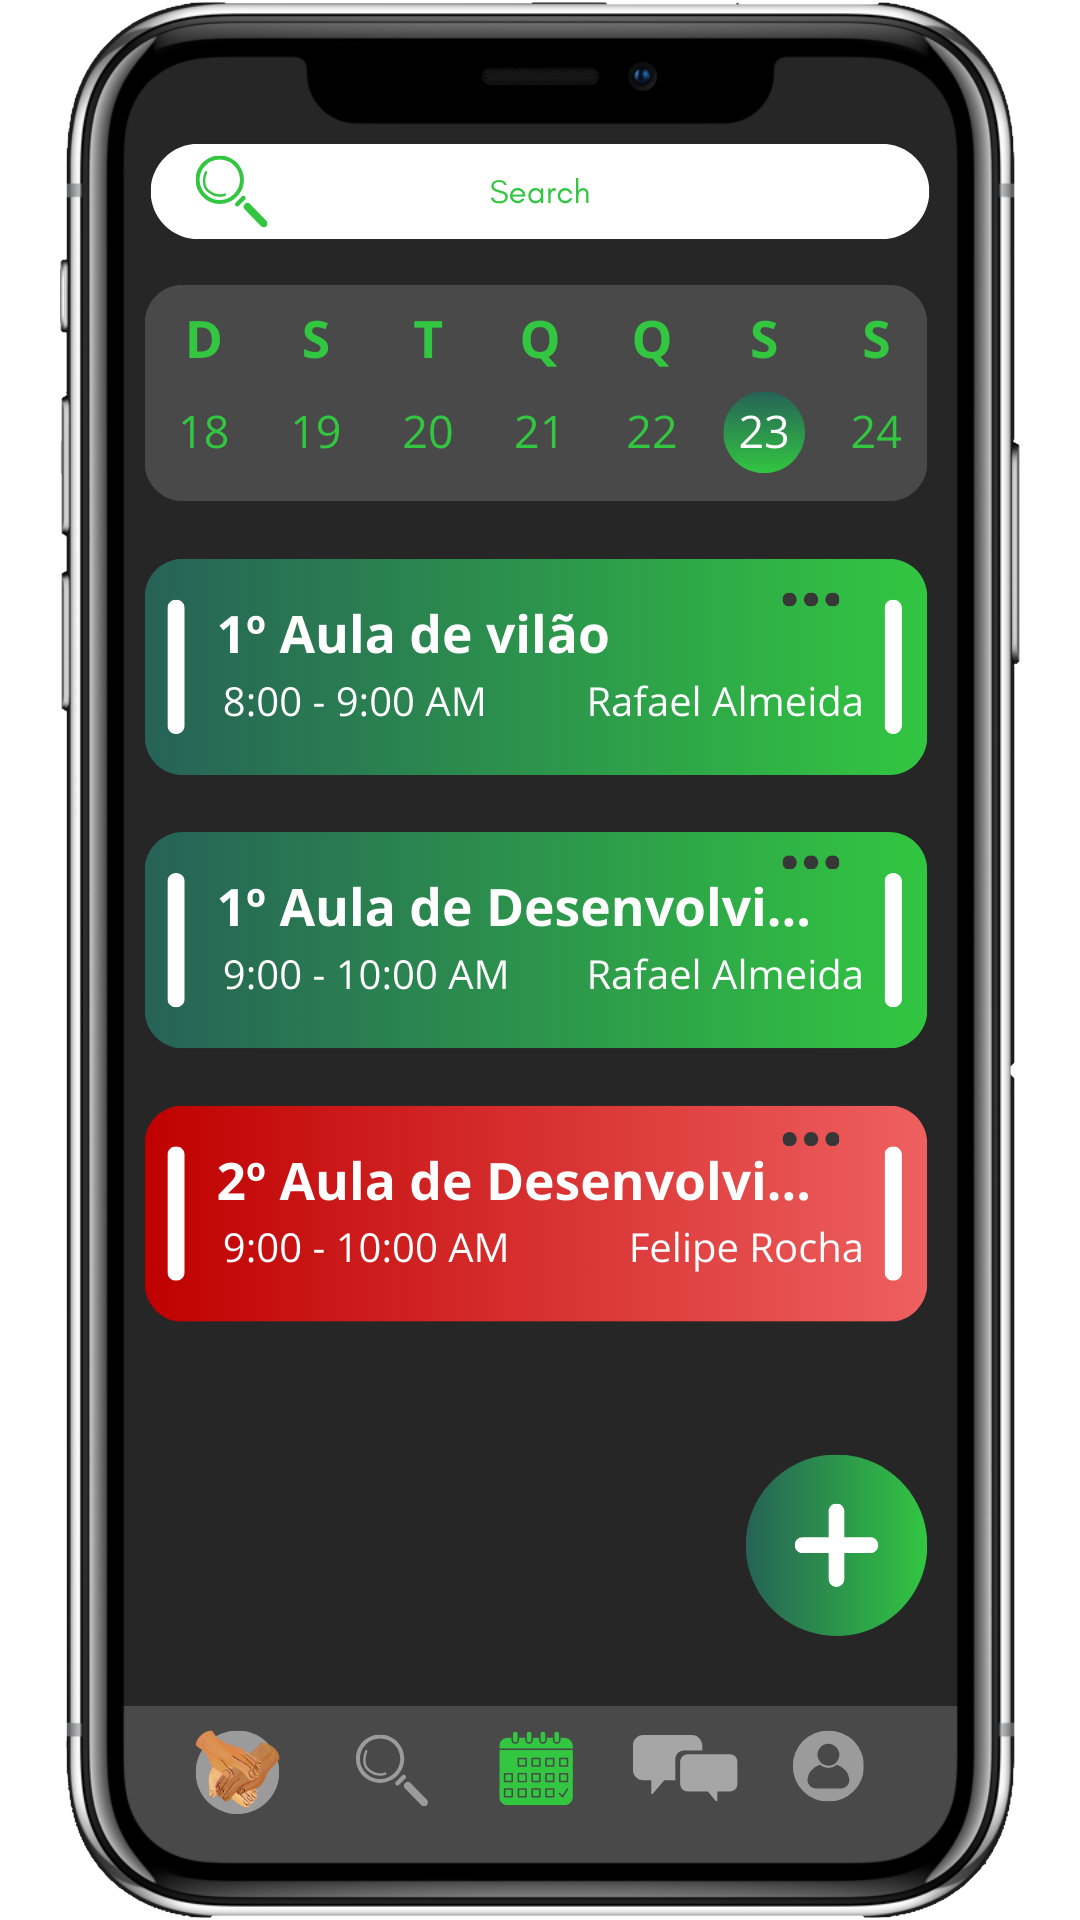 Search
D S T Q Q S S
18 19 20 21 22 23 24
1º Aula de vilão
8:00 - 9:00 AM Rafael Almeida
1º Aula de Desenvolvi...
9:00 - 10:00 AM Rafael Almeida
2º Aula de Desenvolvi...
9:00 - 10:00 AM Felipe Rocha